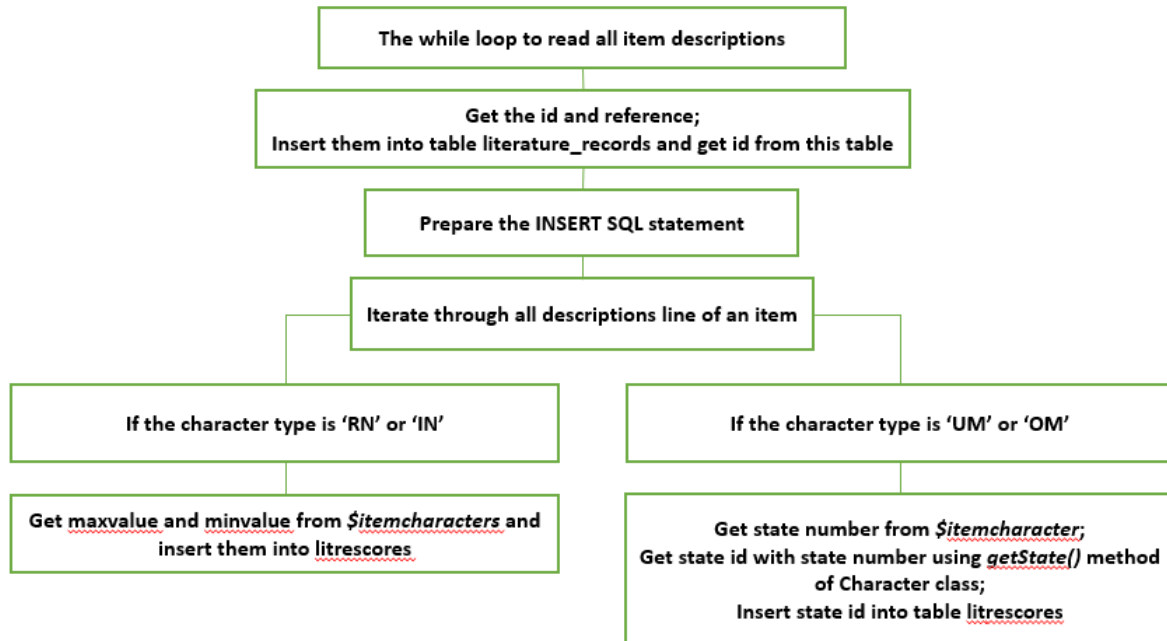 The while loop to read all item descriptions
Get the id and reference;
Insert them into table literature_records and get id from this table
Prepare the INSERT SQL statement
Iterate through all descriptions line of an item
If the character type is ‘RN’ or ‘IN’
If the character type is ‘UM’ or ‘OM’
Get maxvalue and minvalue from $itemcharacters and
insert them into litrescores
Get state number from $itemcharacter;
Get state id with state number using getState() method
of Character class;
Insert state id into table litrescores